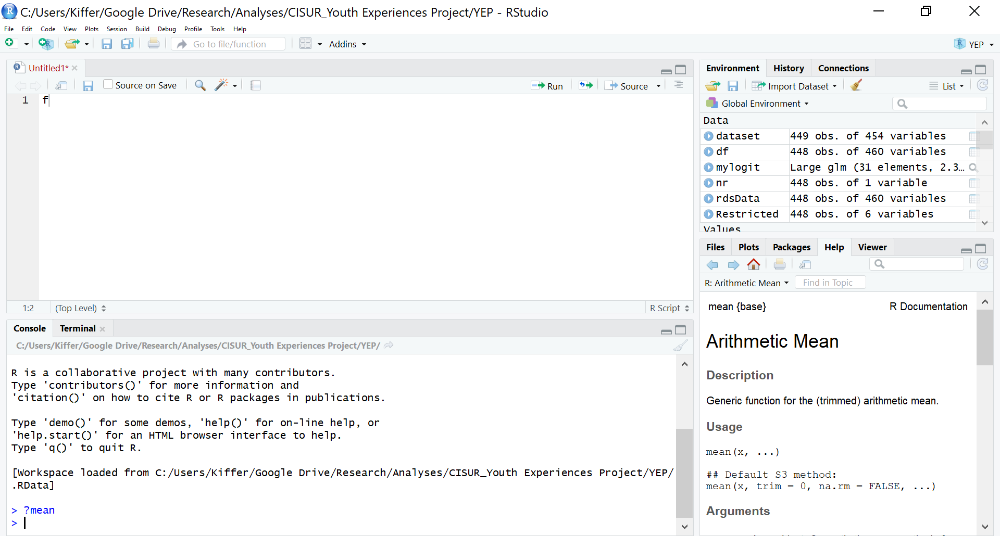 C:/Users/Kiffer/Google Drive/Research/Analyses/CISUR_Youth Experiences Project/YEP - RStudio
File Edit Code View Plots Session Build Debug Profile Tools Help
Go to file/function Addins YEP
Untitled1*
Source on Save Run Source
1 f
1:2 (Top Level) R Script
Console Terminal
C:/Users/Kiffer/Google Drive/Research/Analyses/CISUR_Youth Experiences Project/YEP/
R is a collaborative project with many contributors.
Type 'contributors()' for more information and
'citation()' on how to cite R or R packages in publications.
Type 'demo()' for some demos, 'help()' for on-line help, or
'help.start()' for an HTML browser interface to help.
Type 'q()' to quit R.
[Workspace loaded from C:/Users/Kiffer/Google Drive/Research/Analyses/CISUR_Youth Experiences Project/YEP/
.RData]
> ?mean
>
Environment History Connections
Import Dataset List
Global Environment
Data
dataset 449 obs. of 454 variables
df 448 obs. of 460 variables
mylogit Large glm (31 elements, 2.3…
nr 448 obs. of 1 variable
rdsData 448 obs. of 460 variables
Restricted 448 obs. of 6 variables
Values
Files Plots Packages Help Viewer
R: Arithmetic Mean Find in Topic
mean {base} R Documentation
Arithmetic Mean
Description
Generic function for the (trimmed) arithmetic mean.
Usage
mean(x, ...)
## Default S3 method:
mean(x, trim = 0, na.rm = FALSE, ...)
Arguments